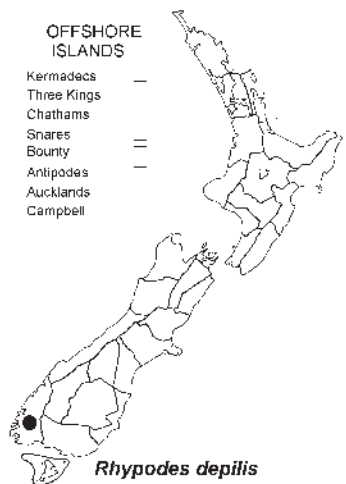 OFFSHORE
ISLANDS
Kermadecs
Three Kings
Chathams
Snares
Bounty
Antipodes
Aucklands
Campbell
Rhypodes depilis